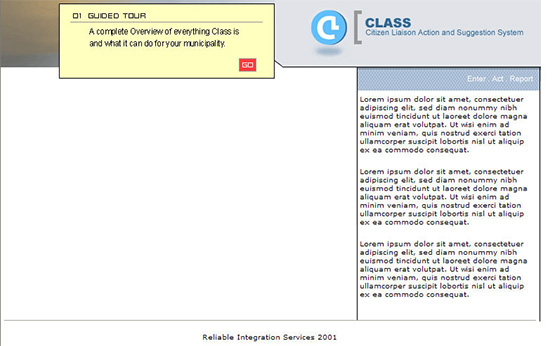 01 GUIDED TOUR
A complete Overview of everything Class is
and what it can do for your municipality.
GO
CLASS
Citizen Liaison Action and Suggestion System
Enter . Act . Report
Lorem ipsum dolor sit amet, consectetuer
adipiscing elit, sed diam nonummy nibh
euismod tincidunt ut laoreet dolore magna
aliquam erat volutpat. Ut wisi enim ad
minim veniam, quis nostrud exerci tation
ullamcorper suscipit lobortis nisl ut aliquip
ex ea commodo consequat.
Lorem ipsum dolor sit amet, consectetuer
adipiscing elit, sed diam nonummy nibh
euismod tincidunt ut laoreet dolore magna
aliquam erat volutpat. Ut wisi enim ad
minim veniam, quis nostrud exerci tation
ullamcorper suscipit lobortis nisl ut aliquip
ex ea commodo consequat.
Lorem ipsum dolor sit amet, consectetuer
adipiscing elit, sed diam nonummy nibh
euismod tincidunt ut laoreet dolore magna
aliquam erat volutpat. Ut wisi enim ad
minim veniam, quis nostrud exerci tation
ullamcorper suscipit lobortis nisl ut aliquip
ex ea commodo consequat.
Reliable Integration Services 2001